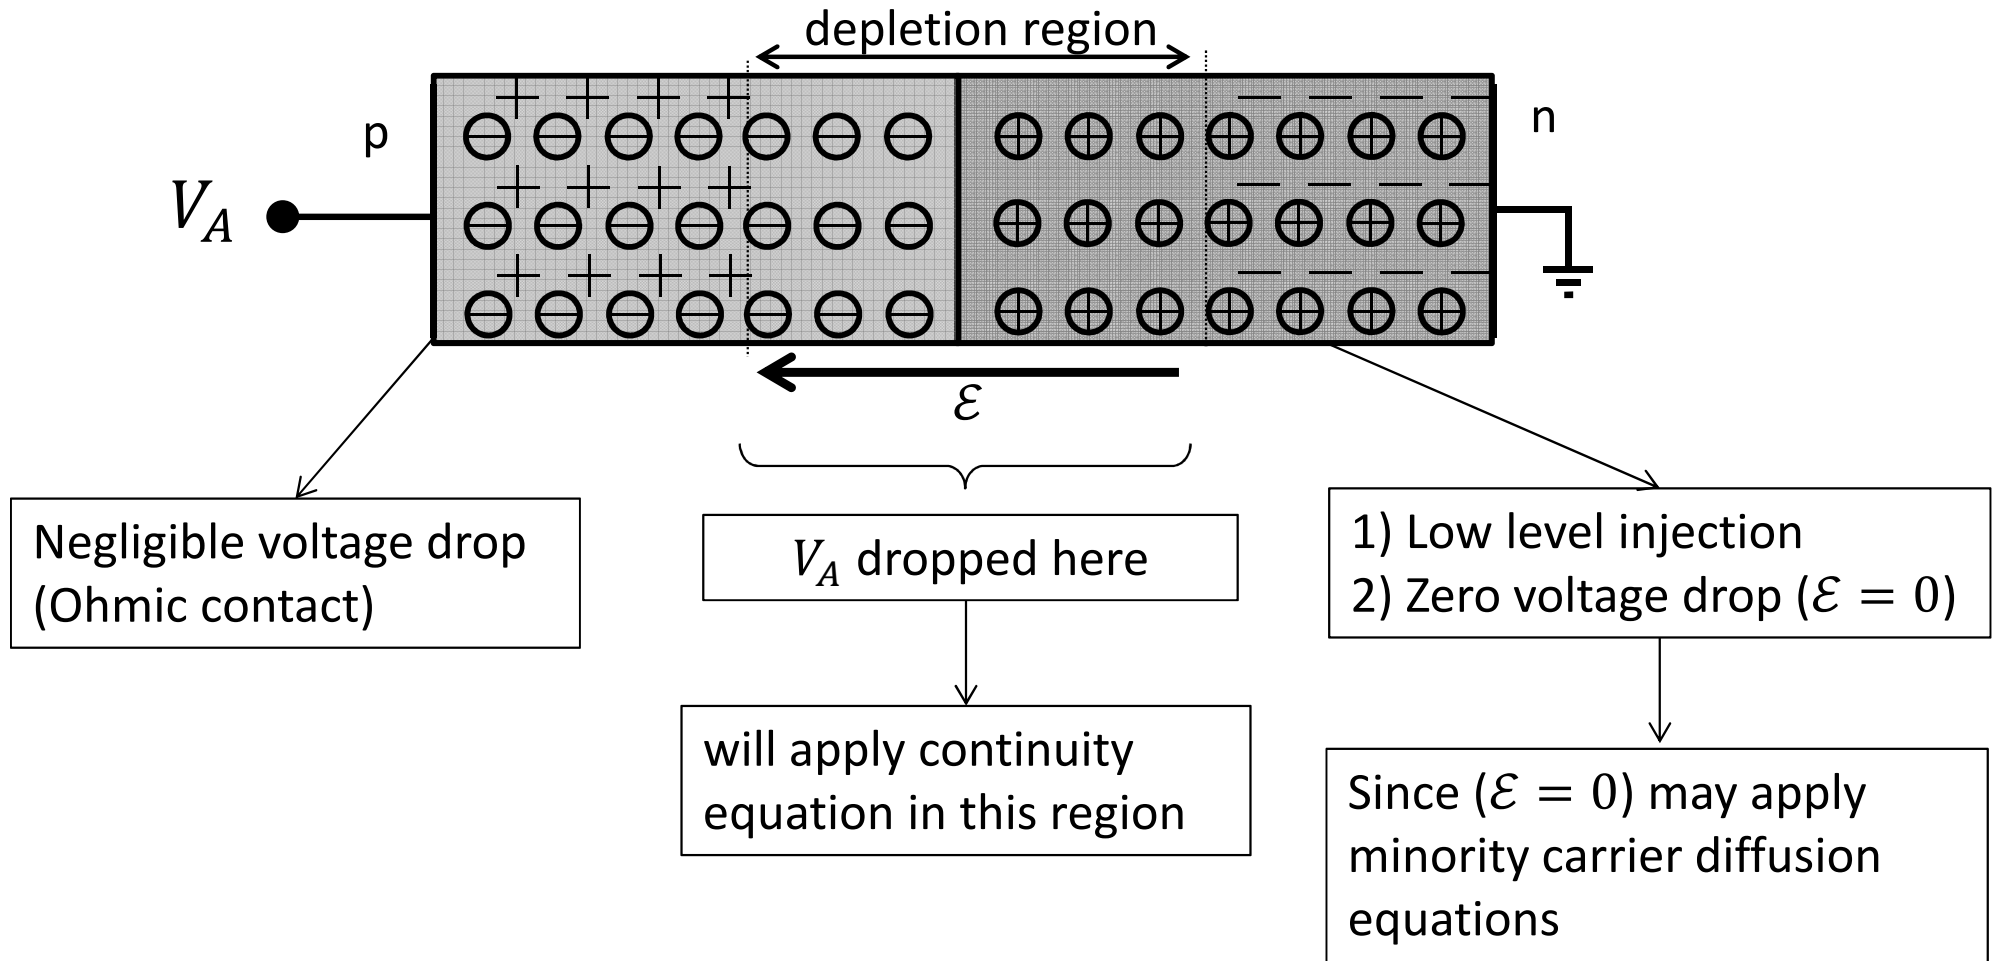 depletion region
p
n
V_A
ℰ
Negligible voltage drop
(Ohmic contact)
V_A dropped here
1) Low level injection
2) Zero voltage drop (ℰ = 0)
will apply continuity
equation in this region
Since (ℰ = 0) may apply
minority carrier diffusion
equations